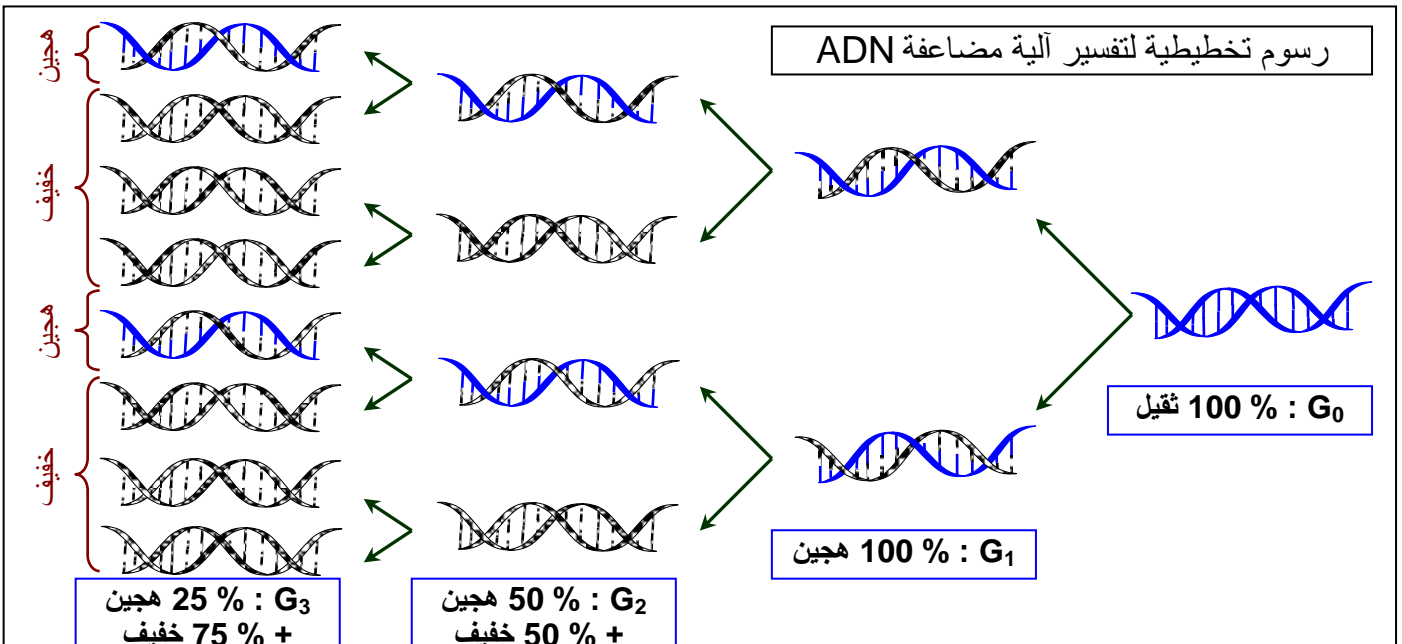 رسوم تخطيطية لتفسير آلية مضاعفة ADN
G₀ : % 100 ثقيل
G₁ : % 100 هجين
G₂ : % 50 هجين
+ % 50 خفيف
G₃ : % 25 هجين
+ % 75 خفيف
هجين
خفيف
هجين
خفيف